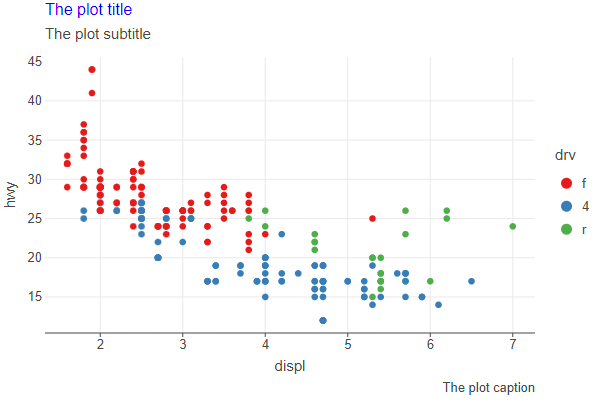 The plot title
The plot subtitle
45
40
35
30
25
20
15
hwy
2 3 4 5 6 7
displ
drv
f
4
r
The plot caption